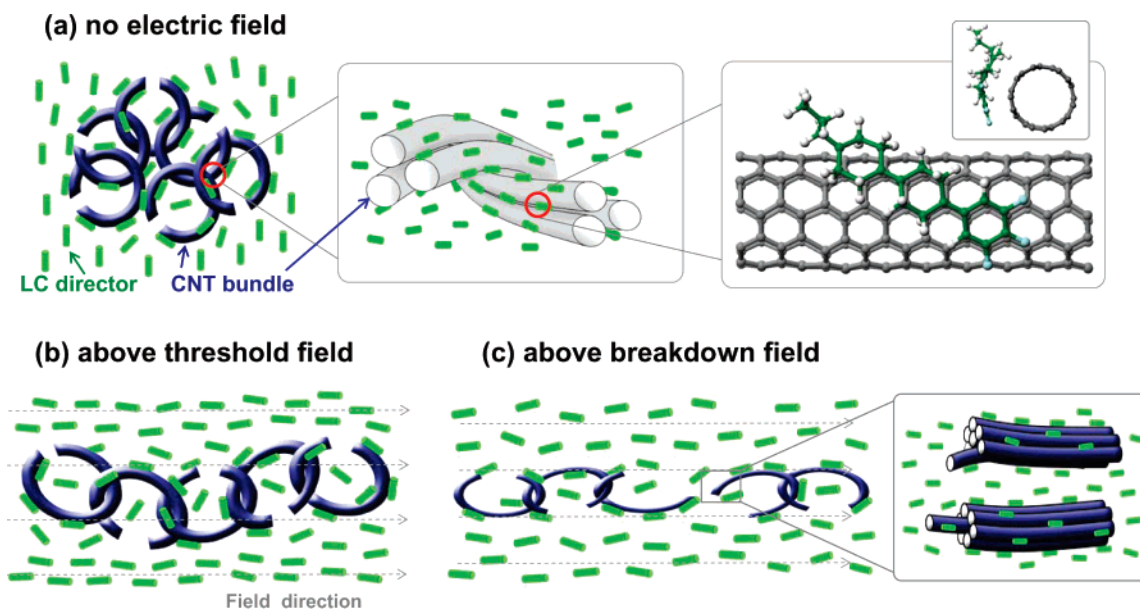 (a) no electric field
LC director
CNT bundle
(b) above threshold field
(c) above breakdown field
Field direction